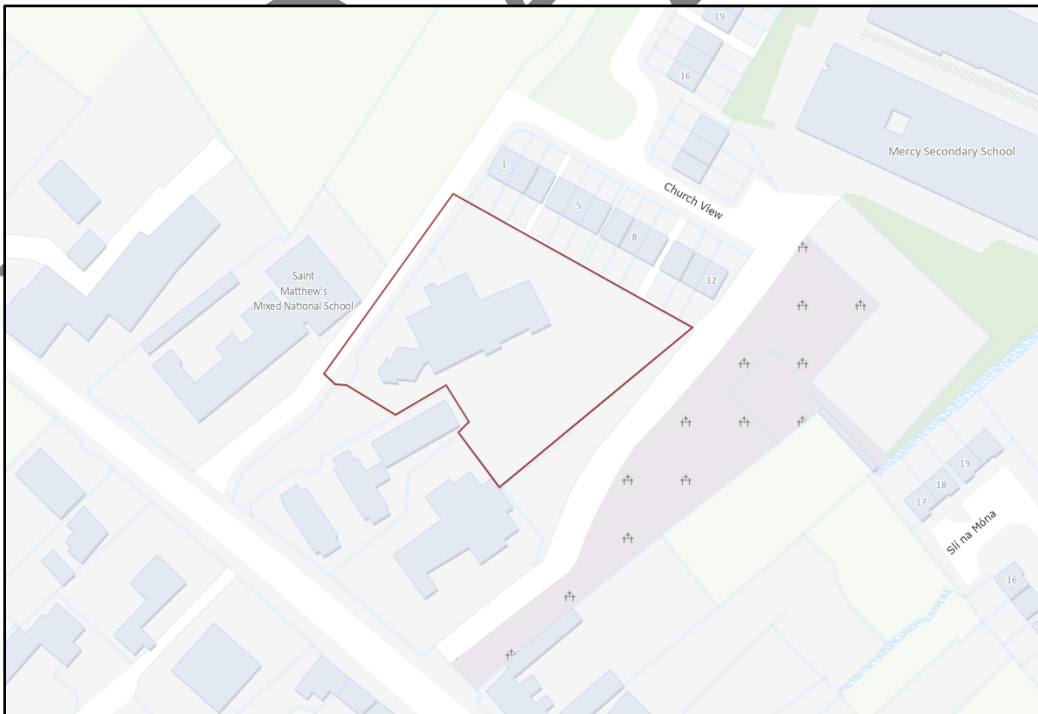 19
16
Mercy Secondary School
1
Church View
5
8
12
Saint
Matthew's
Mixed National School
19
18
17
Slí na Móna
16